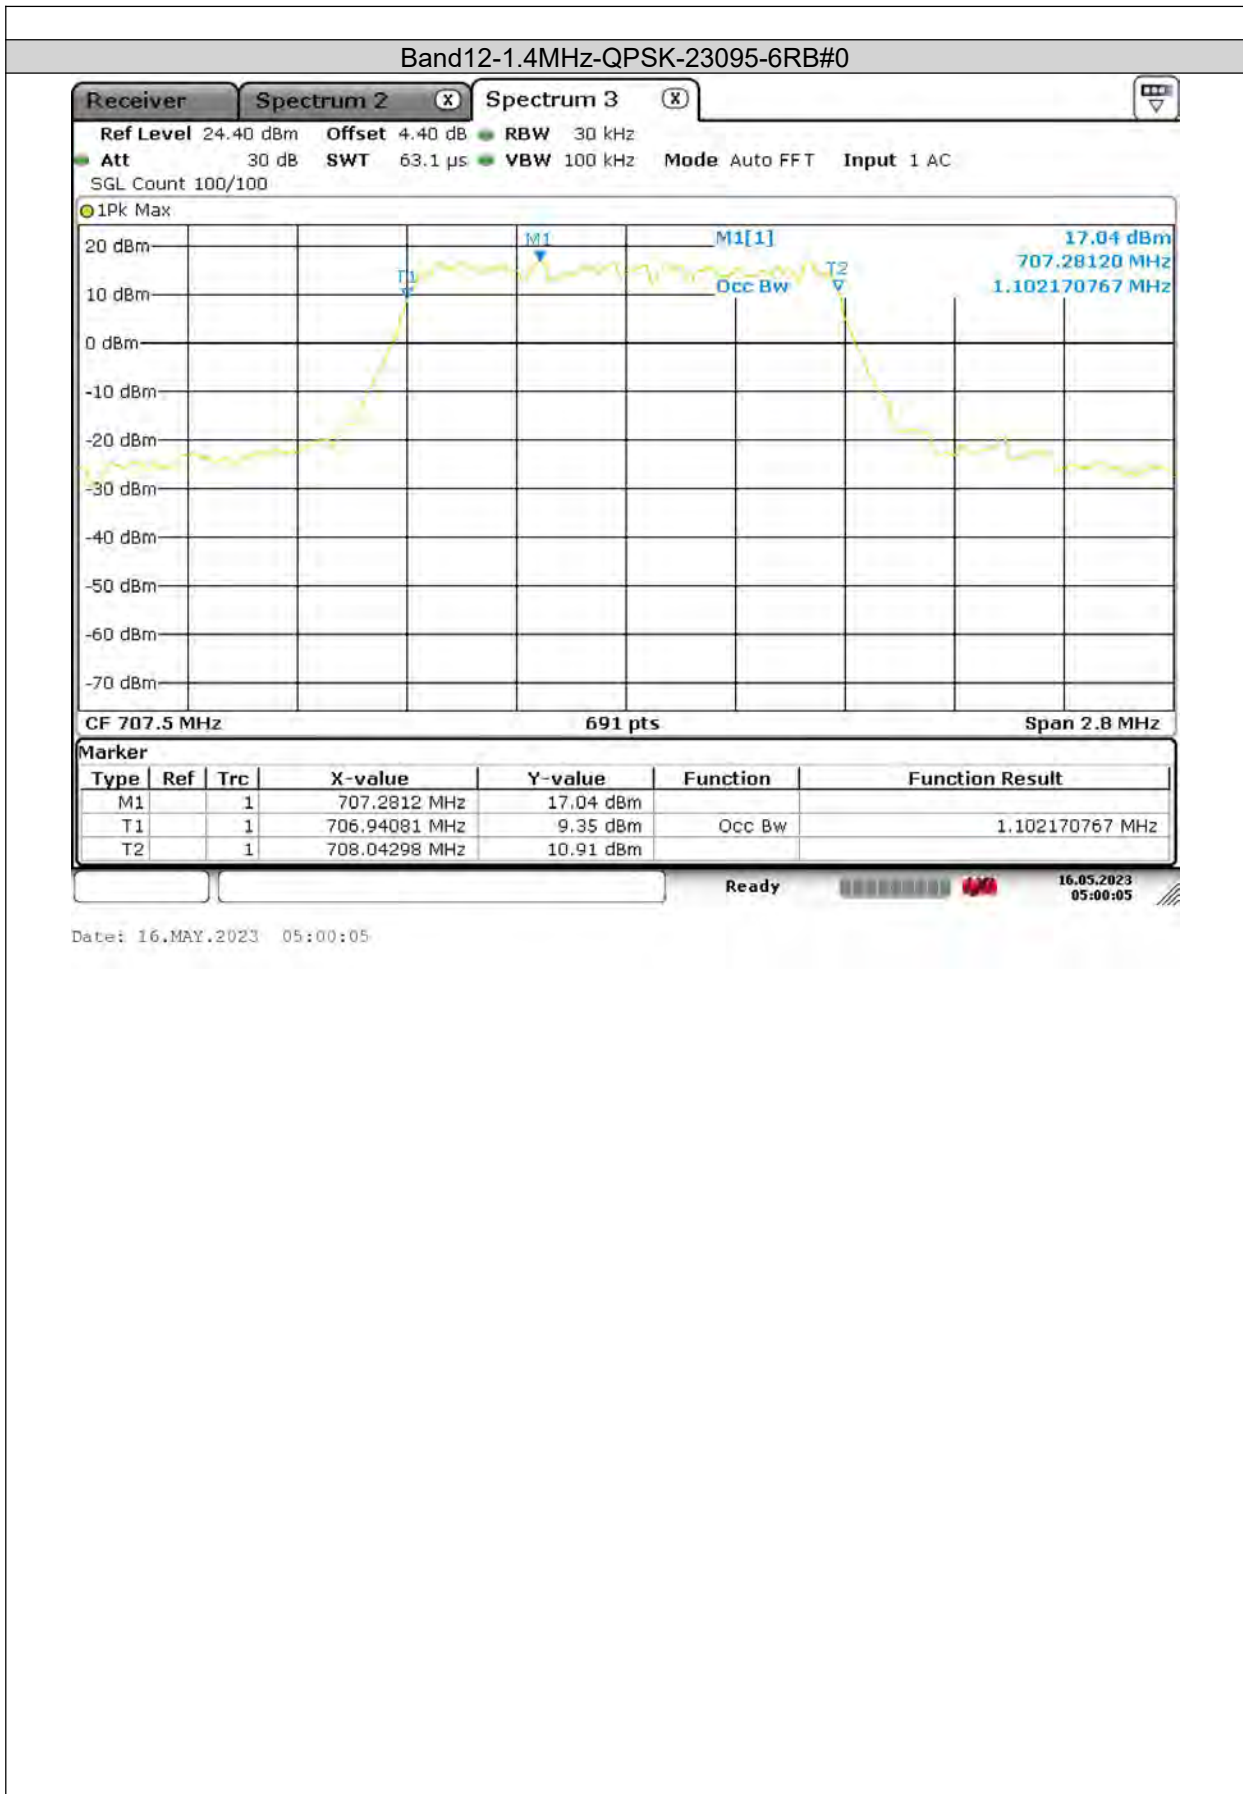 Band12-1.4MHz-QPSK-23095-6RB#0
Receiver Spectrum 2 X Spectrum 3 X
Ref Level 24.40 dBm Offset 4.40 dB RBW 30 kHz
Att 30 dB SWT 63.1 µs VBW 100 kHz Mode Auto FFT Input 1 AC
SGL Count 100/100
1Pk Max
M1[1] 17.04 dBm
707.28120 MHz
Occ Bw 1.102170767 MHz
M1
T1
T2
20 dBm
10 dBm
0 dBm
-10 dBm
-20 dBm
-30 dBm
-40 dBm
-50 dBm
-60 dBm
-70 dBm
CF 707.5 MHz 691 pts Span 2.8 MHz
Marker
Type Ref Trc X-value Y-value Function Function Result
M1 1 707.2812 MHz 17.04 dBm
T1 1 706.94081 MHz 9.35 dBm Occ Bw 1.102170767 MHz
T2 1 708.04298 MHz 10.91 dBm
Ready 16.05.2023
05:00:05
Date: 16.MAY.2023 05:00:05